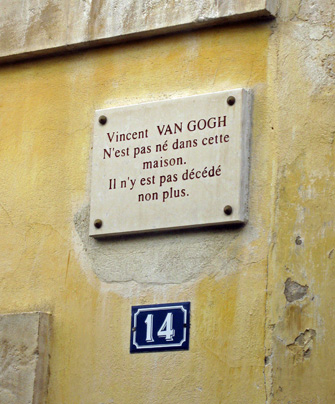 Vincent VAN GOGH
N'est pas né dans cette
maison.
Il n'y est pas décédé
non plus.
14